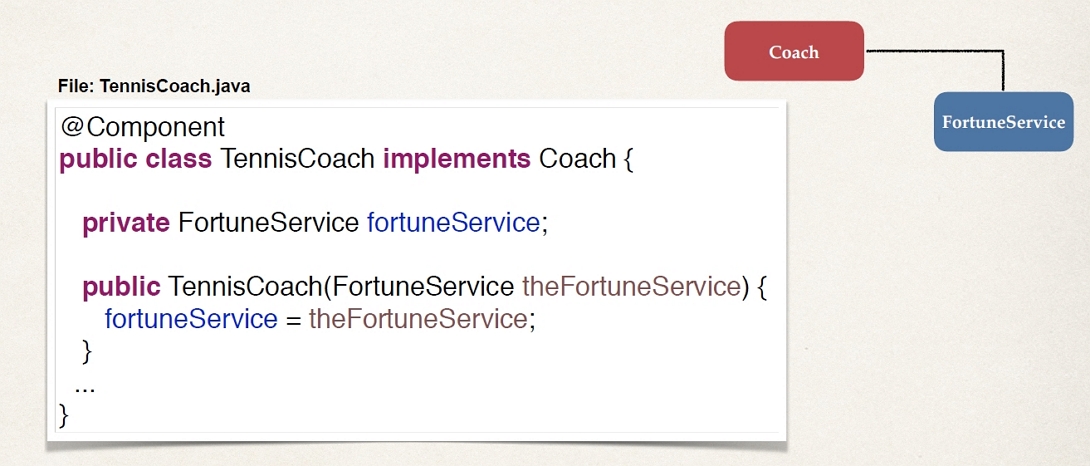 Coach
FortuneService
File: TennisCoach.java
@Component
public class TennisCoach implements Coach {
private FortuneService fortuneService;
public TennisCoach(FortuneService theFortuneService) {
fortuneService = theFortuneService;
}
...
}